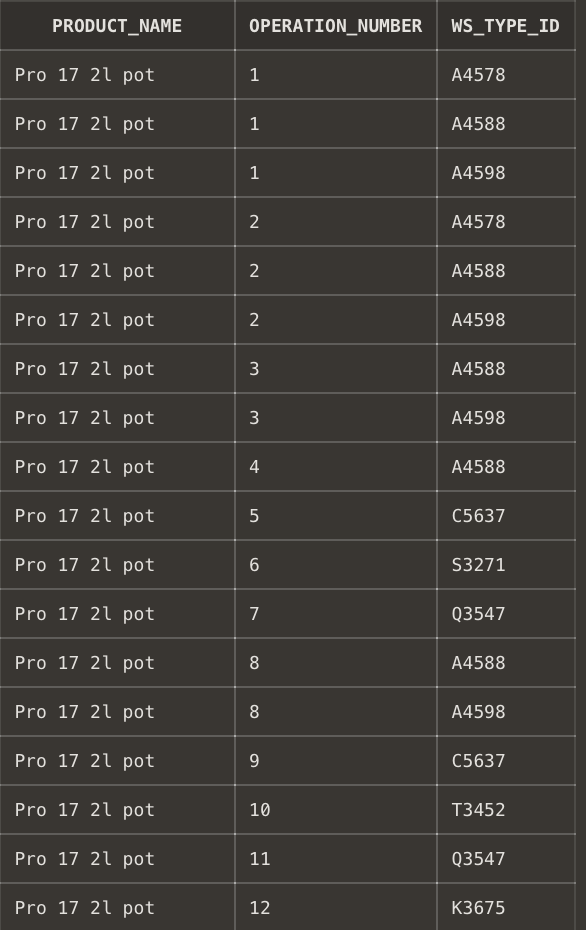 PRODUCT_NAME OPERATION_NUMBER WS_TYPE_ID
Pro 17 2l pot 1 A4578
Pro 17 2l pot 1 A4588
Pro 17 2l pot 1 A4598
Pro 17 2l pot 2 A4578
Pro 17 2l pot 2 A4588
Pro 17 2l pot 2 A4598
Pro 17 2l pot 3 A4588
Pro 17 2l pot 3 A4598
Pro 17 2l pot 4 A4588
Pro 17 2l pot 5 C5637
Pro 17 2l pot 6 S3271
Pro 17 2l pot 7 Q3547
Pro 17 2l pot 8 A4588
Pro 17 2l pot 8 A4598
Pro 17 2l pot 9 C5637
Pro 17 2l pot 10 T3452
Pro 17 2l pot 11 Q3547
Pro 17 2l pot 12 K3675